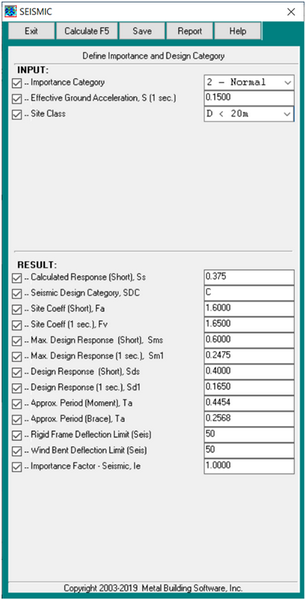 SEISMIC
Exit Calculate F5 Save Report Help
Define Importance and Design Category
INPUT:
.. Importance Category 2 - Normal
.. Effective Ground Acceleration, S (1 sec.) 0.1500
.. Site Class D < 20m
RESULT:
.. Calculated Response (Short), Ss 0.375
.. Seismic Design Category, SDC C
.. Site Coeff (Short), Fa 1.6000
.. Site Coeff (1 sec.), Fv 1.6500
.. Max. Design Response (Short), Sms 0.6000
.. Max. Design Response (1 sec.), Sm1 0.2475
.. Design Response (Short), Sds 0.4000
.. Design Response (1 sec.), Sd1 0.1650
.. Approx. Period (Moment), Ta 0.4454
.. Approx. Period (Brace), Ta 0.2568
.. Rigid Frame Deflection Limit (Seis) 50
.. Wind Bent Deflection Limit (Seis) 50
.. Importance Factor - Seismic, Ie 1.0000
Copyright 2003-2019 Metal Building Software, Inc.